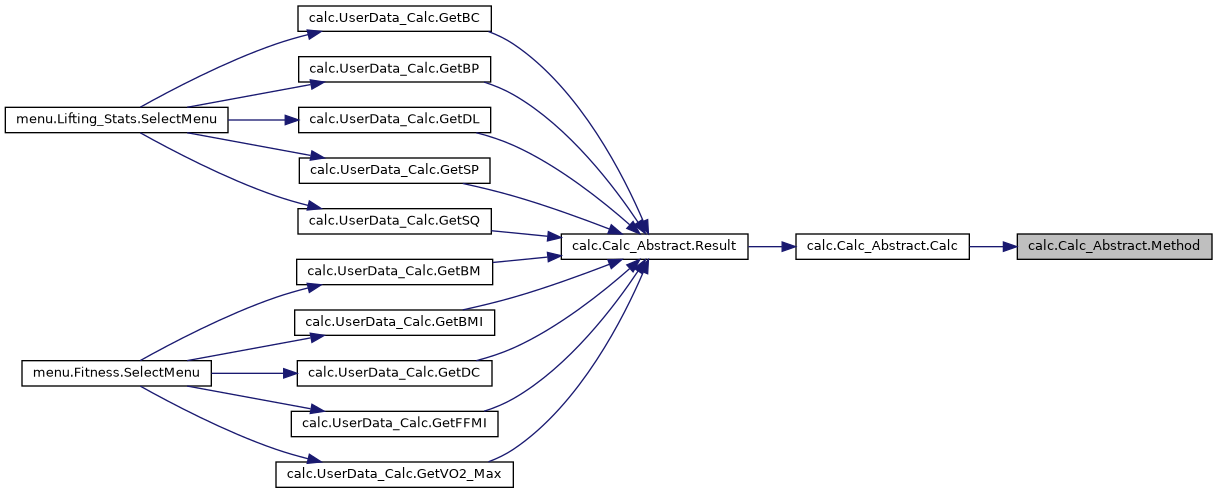 calc.UserData_Calc.GetBC
calc.UserData_Calc.GetBP
menu.Lifting_Stats.SelectMenu
calc.UserData_Calc.GetDL
calc.UserData_Calc.GetSP
calc.UserData_Calc.GetSQ
calc.Calc_Abstract.Result
calc.Calc_Abstract.Calc
calc.Calc_Abstract.Method
calc.UserData_Calc.GetBM
calc.UserData_Calc.GetBMI
menu.Fitness.SelectMenu
calc.UserData_Calc.GetDC
calc.UserData_Calc.GetFFMI
calc.UserData_Calc.GetVO2_Max